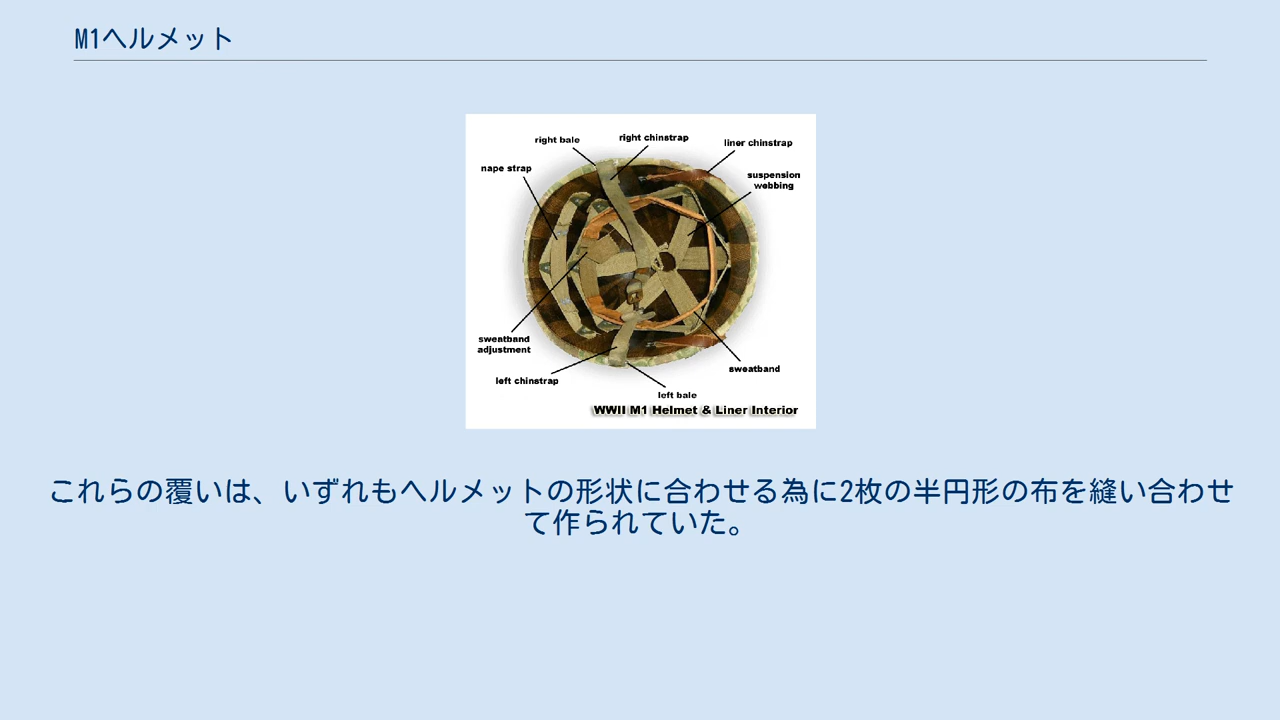 M1ヘルメット
right bale
right chinstrap
liner chinstrap
nape strap
suspension
webbing
sweatband
adjustment
sweatband
left chinstrap
left bale
WWII M1 Helmet & Liner Interior
これらの覆いは、いずれもヘルメットの形状に合わせる為に2枚の半円形の布を縫い合わせ
て作られていた。